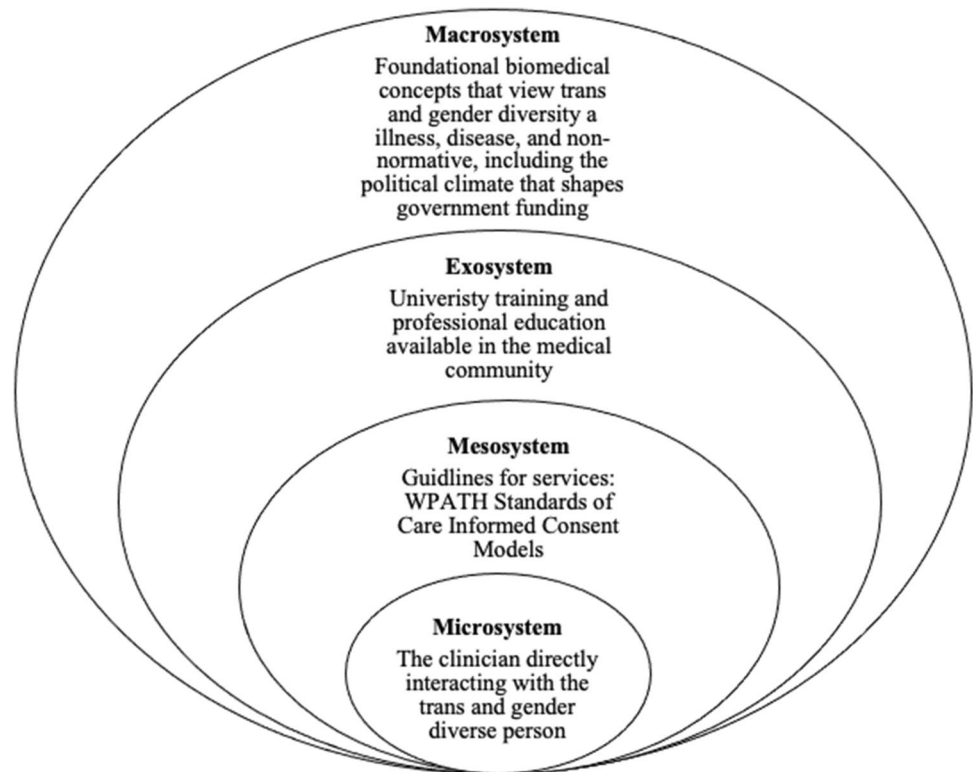 Macrosystem
Foundational biomedical
concepts that view trans
and gender diversity a
illness, disease, and non-
normative, including the
political climate that shapes
government funding
Exosystem
Univeristy training and
professional education
available in the medical
community
Mesosystem
Guidlines for services:
WPATH Standards of
Care Informed Consent
Models
Microsystem
The clinician directly
interacting with the
trans and gender
diverse person